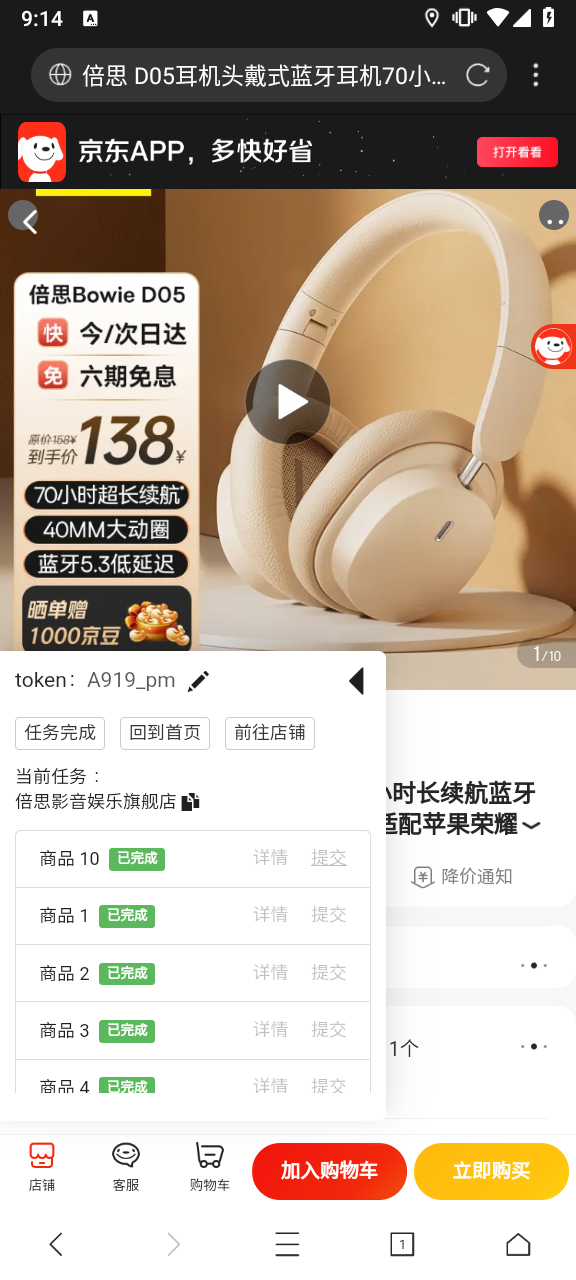 9:14
A
倍思 D05耳机头戴式蓝牙耳机70小...
京东APP，多快好省
打开看看
倍思Bowie D05
快 今/次日达
免 六期免息
原价158¥
到手价138¥
70小时超长续航
40MM大动圈
蓝牙5.3低延迟
晒单赠
1000京豆
1/10
token： A919_pm
任务完成
回到首页
前往店铺
当前任务：
倍思影音娱乐旗舰店
小时长续航蓝牙
适配苹果荣耀
降价通知
商品 10 已完成 详情 提交
商品 1 已完成 详情 提交
商品 2 已完成 详情 提交
商品 3 已完成 详情 提交
1个
商品 4 已完成 详情 提交
店铺
客服
购物车
加入购物车
立即购买
1